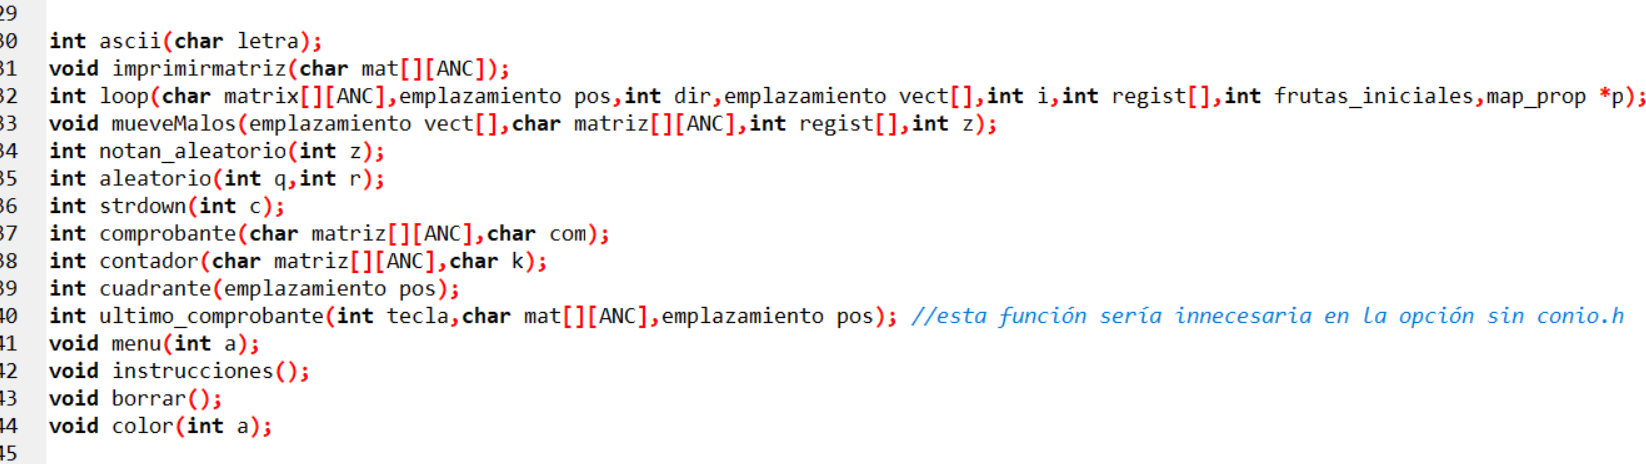 29
30 int ascii(char letra);
31 void imprimirmatriz(char mat[][ANC]);
32 int loop(char matrix[][ANC],emplazamiento pos,int dir,emplazamiento vect[],int i,int regist[],int frutas_iniciales,map_prop *p);
33 void mueveMalos(emplazamiento vect[],char matriz[][ANC],int regist[],int z);
34 int notan_aleatorio(int z);
35 int aleatorio(int q,int r);
36 int strdown(int c);
37 int comprobante(char matriz[][ANC],char com);
38 int contador(char matriz[][ANC],char k);
39 int cuadrante(emplazamiento pos);
40 int ultimo_comprobante(int tecla,char mat[][ANC],emplazamiento pos); //esta función sería innecesaria en la opción sin conio.h
41 void menu(int a);
42 void instrucciones();
43 void borrar();
44 void color(int a);
45